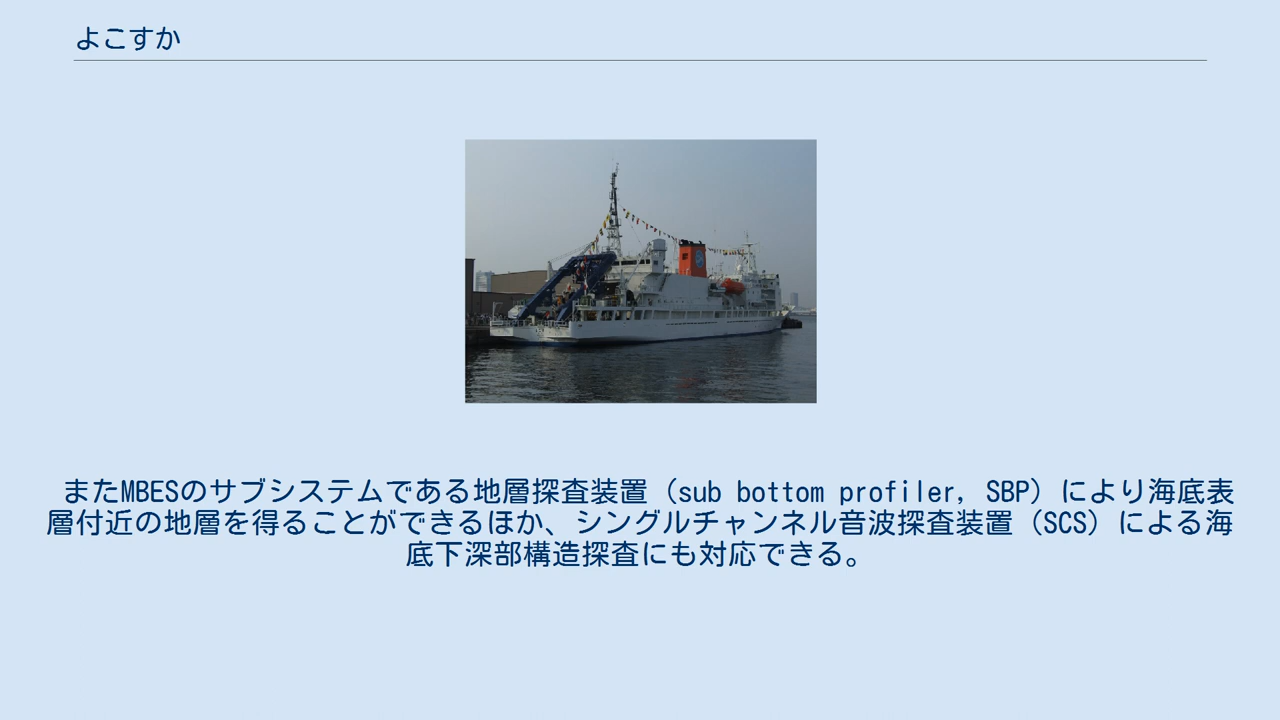 よこすか
またMBESのサブシステムである地層探査装置（sub bottom profiler, SBP）により海底表
層付近の地層を得ることができるほか、シングルチャンネル音波探査装置（SCS）による海
底下深部構造探査にも対応できる。